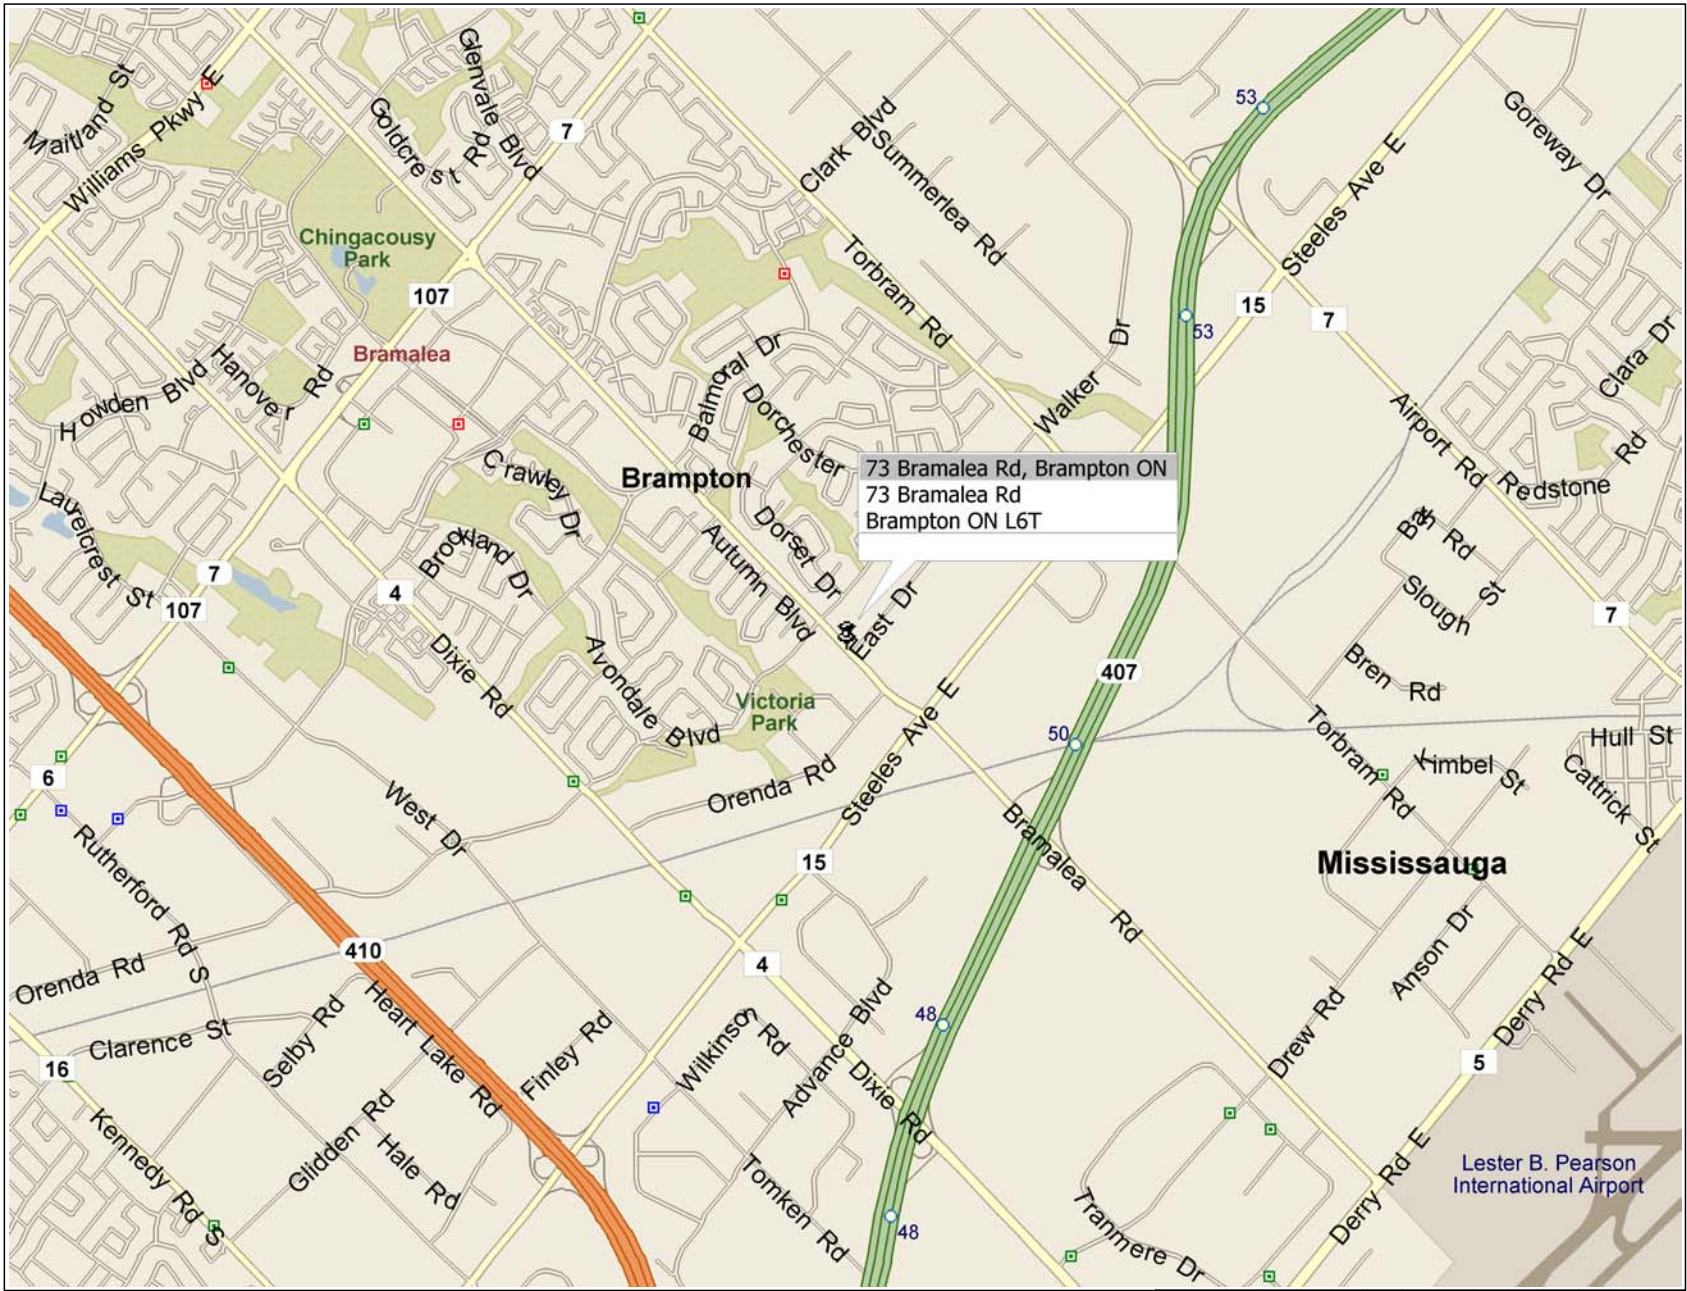 Maitland St
Williams Pkwy E
Glenvale Blvd
Goldcrest Rd
7
Clark Blvd
Summerlea Rd
53
Steeles Ave E
Goreway Dr
Chingacousy
Park
107
Torbram Rd
15
7
53
Bramalea
Howden Blvd
Hanover Rd
Balmoral Dr
Dorchester
Walker Dr
Clara Dr
Airport Rd
Redstone Rd
Crawley Dr
Brampton
73 Bramalea Rd, Brampton ON
73 Bramalea Rd
Brampton ON L6T
Laurelcrest St
Brookland Dr
Autumn Blvd
Dorset Dr
East Dr
Rd
Slough St
7
7
107
4
Dixie Rd
Avondale Blvd
Victoria
Park
407
Bren Rd
50
Torbram Rd
Hull St
Kimbel St
Cattrick St
6
West Dr
Orenda Rd
Steeles Ave E
15
Bramalea Rd
Mississauga
Rutherford Rd S
410
4
Anson Dr
Derry Rd E
Orenda Rd
Clarence St
Selby Rd
Heart Lake Rd
Finley Rd
Wilkinson Rd
Advance Blvd
48
Drew Rd
5
16
Kennedy Rd S
Glidden Rd
Hale Rd
Dixie Rd
Tomken Rd
48
Tranmere Dr
Derry Rd E
Lester B. Pearson
International Airport